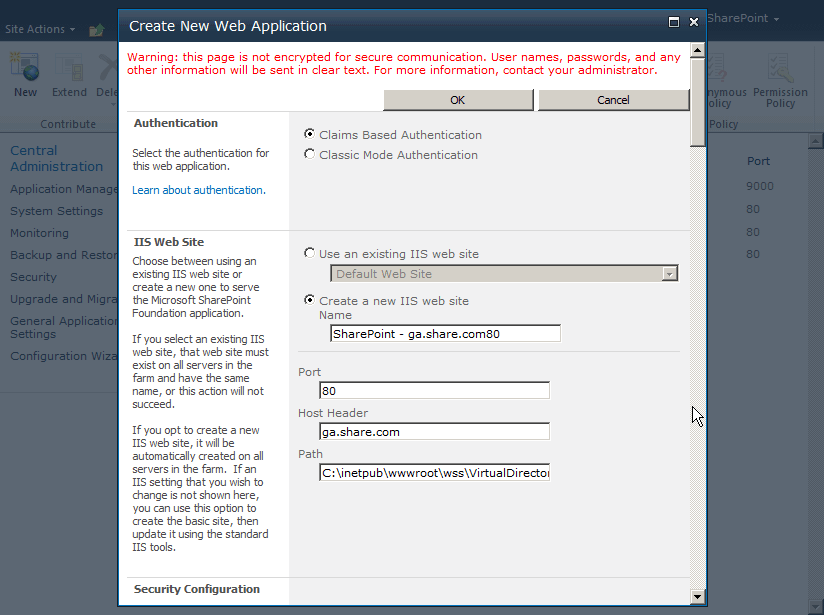 Create New Web Application
SharePoint
Site Actions
Warning: this page is not encrypted for secure communication. User names, passwords, and any
other information will be sent in clear text. For more information, contact your administrator.
New
Extend
Contribute
Permission
Policy
Policy
OK
Cancel
Central
Administration
Application
System Settings
Monitoring
Backup and
Security
Upgrade and
General
Settings
Configuration
Port
9000
80
80
80
Authentication
Select the authentication for
this web application.
Learn about authentication.
Claims Based Authentication
Classic Mode Authentication
IIS Web Site
Choose between using an
existing IIS web site or
create a new one to serve
the Microsoft SharePoint
Foundation application.
If you select an existing IIS
web site, that web site must
exist on all servers in the
farm and have the same
name, or this action will not
succeed.
If you opt to create a new
IIS web site, it will be
automatically created on all
servers in the farm. If an
IIS setting that you wish to
change is not shown here,
you can use this option to
create the basic site, then
update it using the standard
IIS tools.
Use an existing IIS web site
Default Web Site
Create a new IIS web site
Name
SharePoint - ga.share.com80
Port
80
Host Header
ga.share.com
Path
C:\inetpub\wwwroot\wss\VirtualDirector
Security Configuration